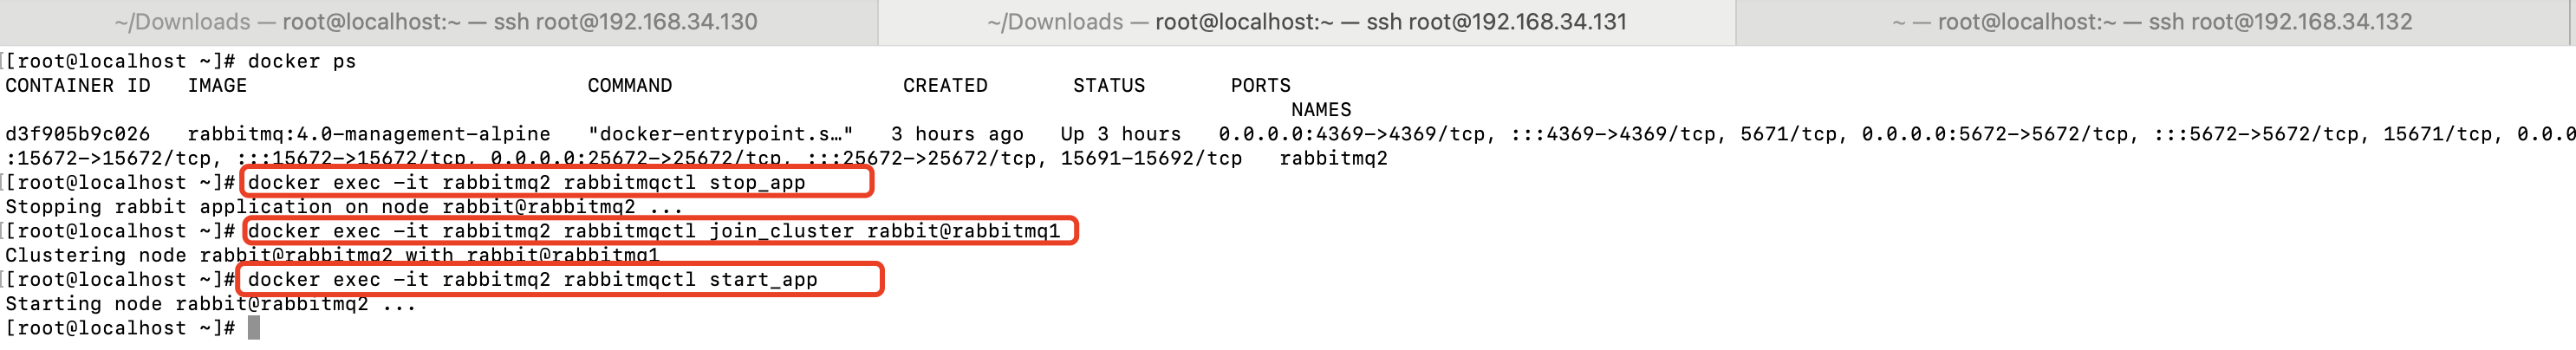 ~/Downloads — root@localhost:~ — ssh root@192.168.34.130
~/Downloads — root@localhost:~ — ssh root@192.168.34.131
~ — root@localhost:~ — ssh root@192.168.34.132
[[root@localhost ~]# docker ps
CONTAINER ID IMAGE COMMAND CREATED STATUS PORTS
NAMES
d3f905b9c026 rabbitmq:4.0-management-alpine "docker-entrypoint.s…" 3 hours ago Up 3 hours 0.0.0.0:4369->4369/tcp, :::4369->4369/tcp, 5671/tcp, 0.0.0.0:5672->5672/tcp, :::5672->5672/tcp, 15671/tcp, 0.0.0.0
:15672->15672/tcp, :::15672->15672/tcp, 0.0.0.0:25672->25672/tcp, :::25672->25672/tcp, 15691-15692/tcp rabbitmq2
[[root@localhost ~]# docker exec -it rabbitmq2 rabbitmqctl stop_app
Stopping rabbit application on node rabbit@rabbitmq2 ...
[[root@localhost ~]# docker exec -it rabbitmq2 rabbitmqctl join_cluster rabbit@rabbitmq1
Clustering node rabbit@rabbitmq2 with rabbit@rabbitmq1
[[root@localhost ~]# docker exec -it rabbitmq2 rabbitmqctl start_app
Starting node rabbit@rabbitmq2 ...
[root@localhost ~]#